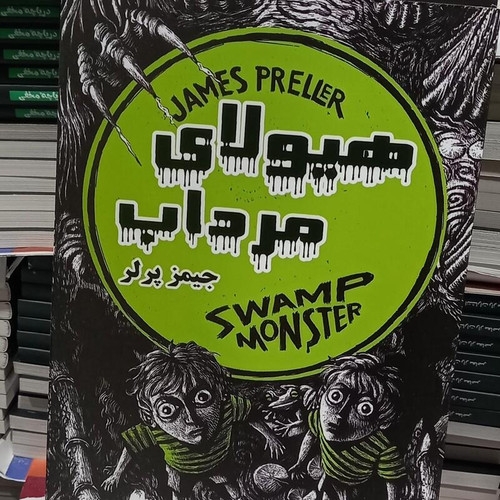 JAMES PRELLER
هیولای
مرداب
جیمز پرلر
SWAMP
MONSTER